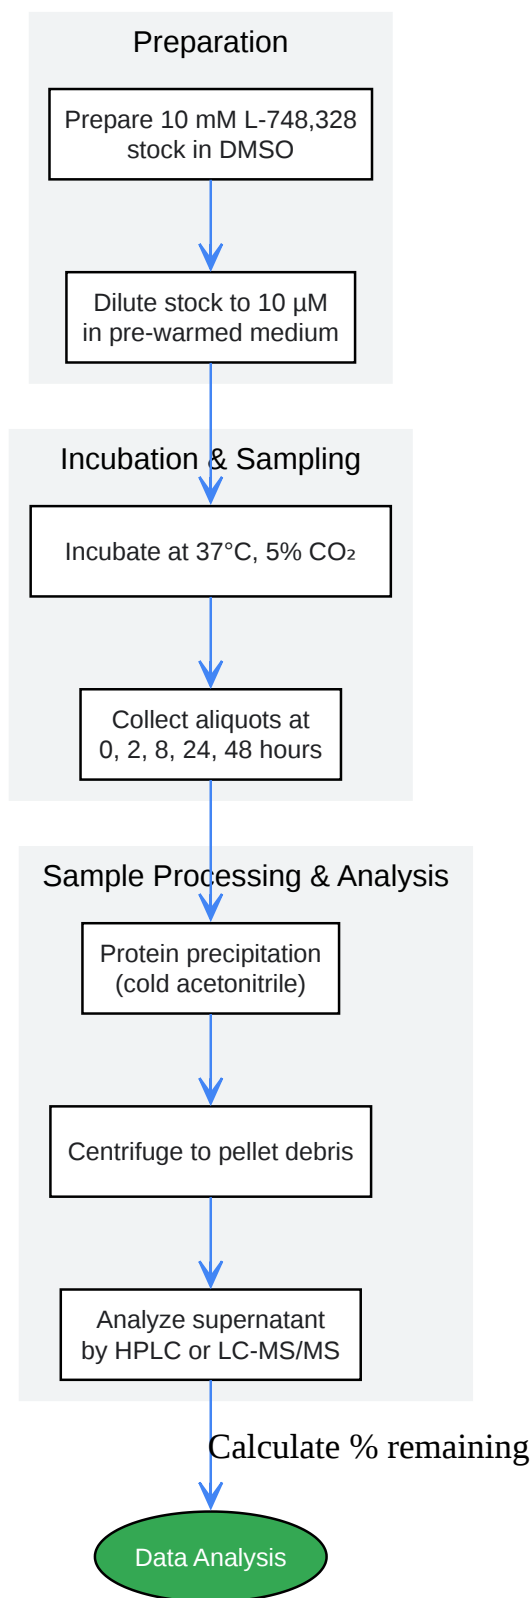 Preparation
Prepare 10 mM L-748,328
stock in DMSO
Dilute stock to 10 µM
in pre-warmed medium
Incubation & Sampling
Incubate at 37°C, 5% CO₂
Collect aliquots at
0, 2, 8, 24, 48 hours
Sample Processing & Analysis
Protein precipitation
(cold acetonitrile)
Centrifuge to pellet debris
Analyze supernatant
by HPLC or LC-MS/MS
Calculate % remaining
Data Analysis